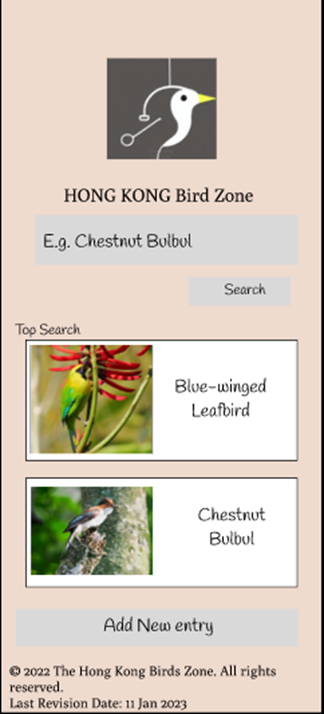 HONG KONG Bird Zone
E.g. Chestnut Bulbul
Search
Top Search
Blue-winged
Leafbird
Chestnut
Bulbul
Add New entry
© 2022 The Hong Kong Birds Zone. All rights
reserved.
Last Revision Date: 11 Jan 2023